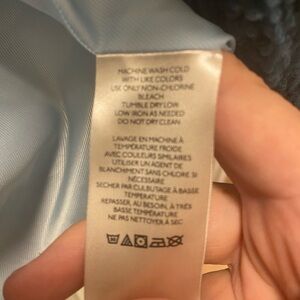 MACHINE WASH COLD
WITH LIKE COLORS
USE ONLY NON-CHLORINE
BLEACH
TUMBLE DRY LOW
LOW IRON AS NEEDED
DO NOT DRY CLEAN
LAVAGE EN MACHINE À
TEMPÉRATURE FROIDE
AVEC COULEURS SIMILAIRES
UTILISER UN AGENT DE
BLANCHIMENT SANS CHLORE SI
NÉCESSAIRE
SECHER PAR CULBUTAGE À BASSE
TEMPERATURE
REPASSER, AU BESOIN, À TRÈS
BASSE TEMPÉRATURE
NE PAS NETTOYER À SEC